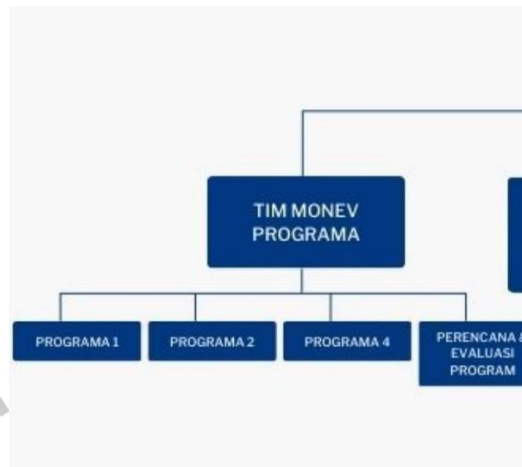 TIM MONEV
PROGRAMA
PROGRAMA 1
PROGRAMA 2
PROGRAMA 4
PERENCANA &
EVALUASI
PROGRAM